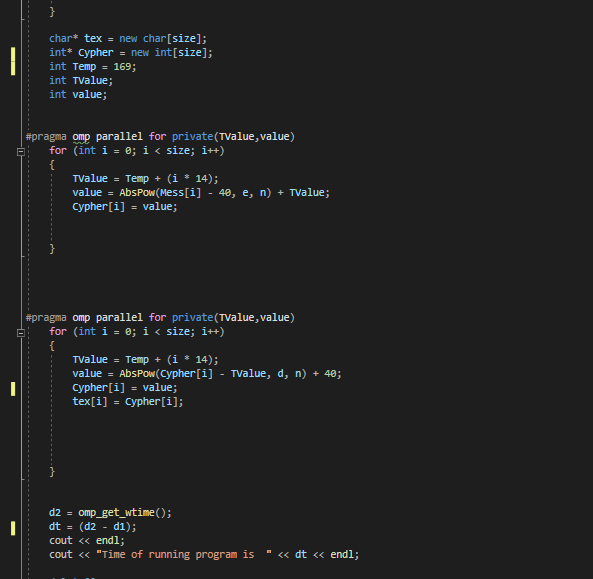 }
char* tex = new char[size];
int* Cypher = new int[size];
int Temp = 169;
int TValue;
int value;
#pragma omp parallel for private(TValue,value)
for (int i = 0; i < size; i++)
{
TValue = Temp + (i * 14);
value = AbsPow(Mess[i] - 40, e, n) + TValue;
Cypher[i] = value;
}
#pragma omp parallel for private(TValue,value)
for (int i = 0; i < size; i++)
{
TValue = Temp + (i * 14);
value = AbsPow(Cypher[i] - TValue, d, n) + 40;
Cypher[i] = value;
tex[i] = Cypher[i];
}
d2 = omp_get_wtime();
dt = (d2 - d1);
cout << endl;
cout << "Time of running program is  " << dt << endl;